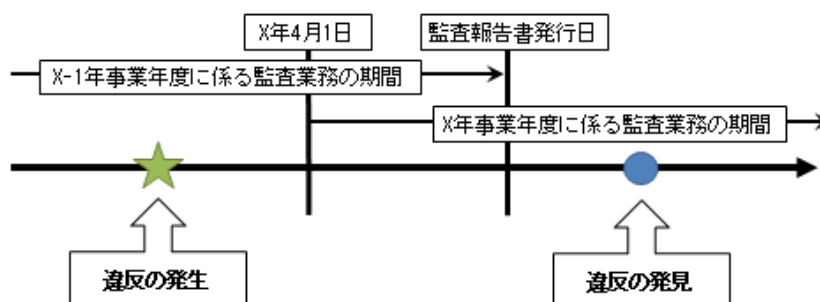 X年4月1日
監査報告書発行日
X-1年事業年度に係る監査業務の期間
X年事業年度に係る監査業務の期間
違反の発生
違反の発見